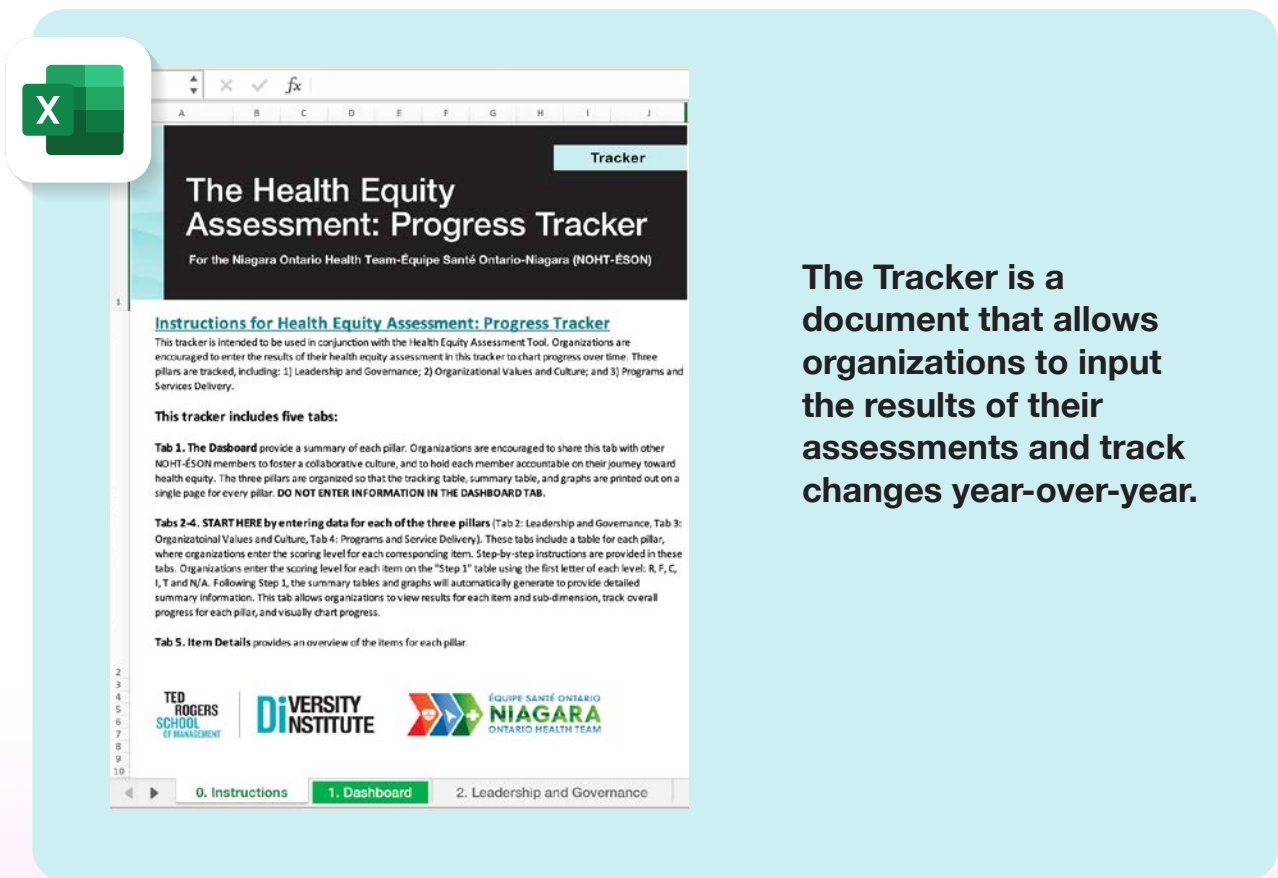 X
fx
A B C D E F G H I J
Tracker
The Health Equity
Assessment: Progress Tracker
For the Niagara Ontario Health Team-Équipe Santé Ontario-Niagara (NOHT-ÉSON)
1
Instructions for Health Equity Assessment: Progress Tracker
This tracker is intended to be used in conjunction with the Health Equity Assessment Tool. Organizations are
encouraged to enter the results of their health equity assessment in this tracker to chart progress over time. Three
pillars are tracked, including: 1) Leadership and Governance; 2) Organizational Values and Culture; and 3) Programs and
Services Delivery.
This tracker includes five tabs:
Tab 1. The Dasboard provide a summary of each pillar. Organizations are encouraged to share this tab with other
NOHT-ÉSON members to foster a collaborative culture, and to hold each member accountable on their journey toward
health equity. The three pillars are organized so that the tracking table, summary table, and graphs are printed out on a
single page for every pillar. DO NOT ENTER INFORMATION IN THE DASHBOARD TAB.
Tabs 2-4. START HERE by entering data for each of the three pillars (Tab 2: Leadership and Governance, Tab 3:
Organizatoinal Values and Culture, Tab 4: Programs and Service Delivery). These tabs include a table for each pillar,
where organizations enter the scoring level for each corresponding item. Step-by-step instructions are provided in these
tabs. Organizations enter the scoring level for each item on the "Step 1" table using the first letter of each level: R, F, C,
I, T and N/A. Following Step 1, the summary tables and graphs will automatically generate to provide detailed
summary information. This tab allows organizations to view results for each item and sub-dimension, track overall
progress for each pillar, and visually chart progress.
Tab 5. Item Details provides an overview of the items for each pillar.
2
3
4
5
6
7
8
9
10
TED
ROGERS
SCHOOL
OF MANAGEMENT
DiVERSITY
iNSTITUTE
ÉQUIPE SANTÉ ONTARIO
NIAGARA
ONTARIO HEALTH TEAM
0. Instructions
1. Dashboard
2. Leadership and Governance
The Tracker is a
document that allows
organizations to input
the results of their
assessments and track
changes year-over-year.